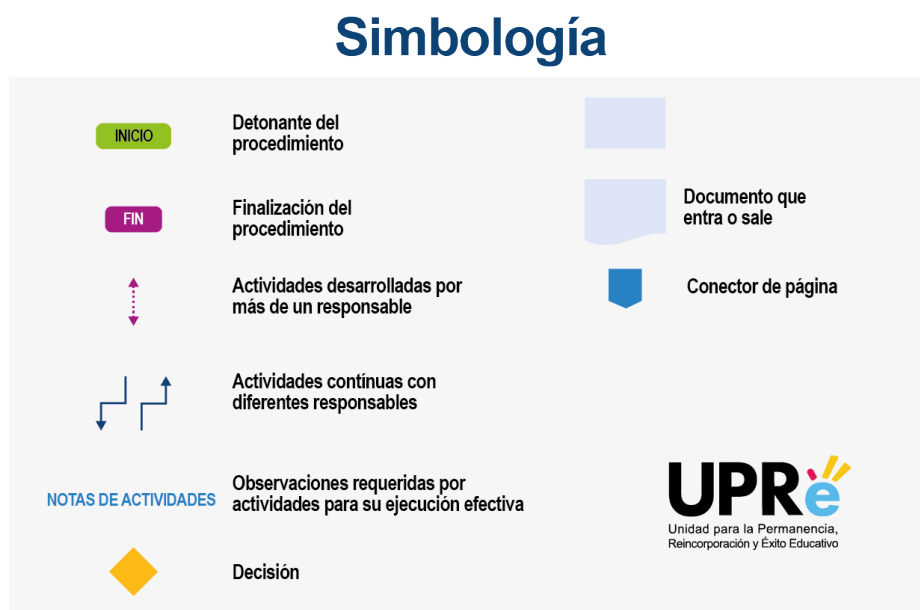 Simbología
INICIO
Detonante del
procedimiento
FIN
Finalización del
procedimiento
Actividades desarrolladas por
más de un responsable
Actividades contínuas con
diferentes responsables
NOTAS DE ACTIVIDADES
Observaciones requeridas por
actividades para su ejecución efectiva
Decisión
Documento que
entra o sale
Conector de página
UPRe
Unidad para la Permanencia,
Reincorporación y Éxito Educativo